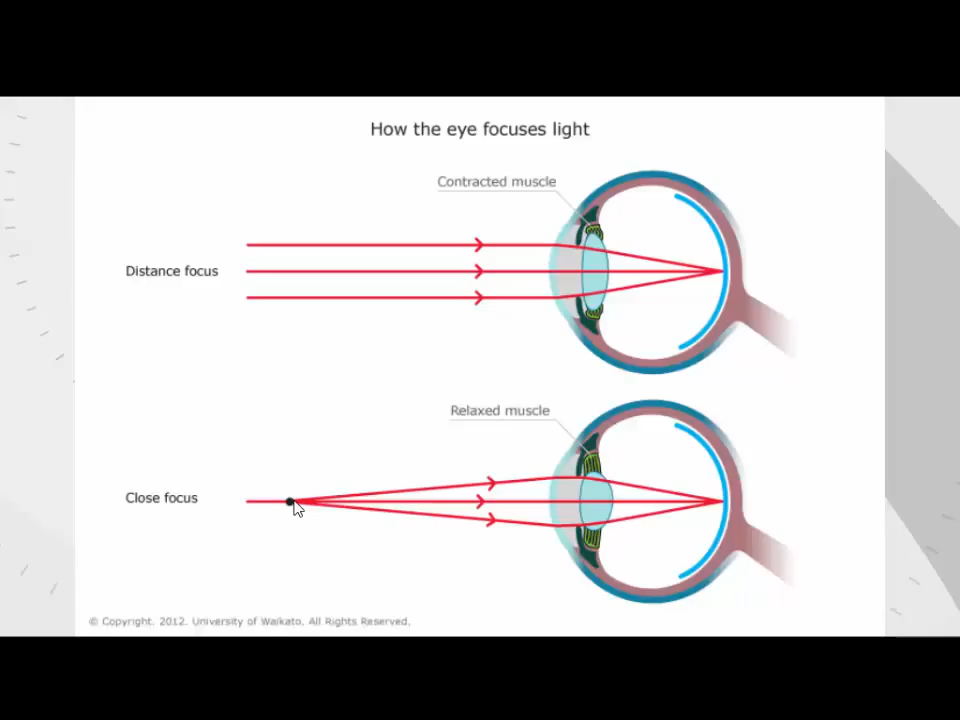 How the eye focuses light
Contracted muscle
Distance focus
Relaxed muscle
Close focus
© Copyright. 2012. University of Waikato. All Rights Reserved.